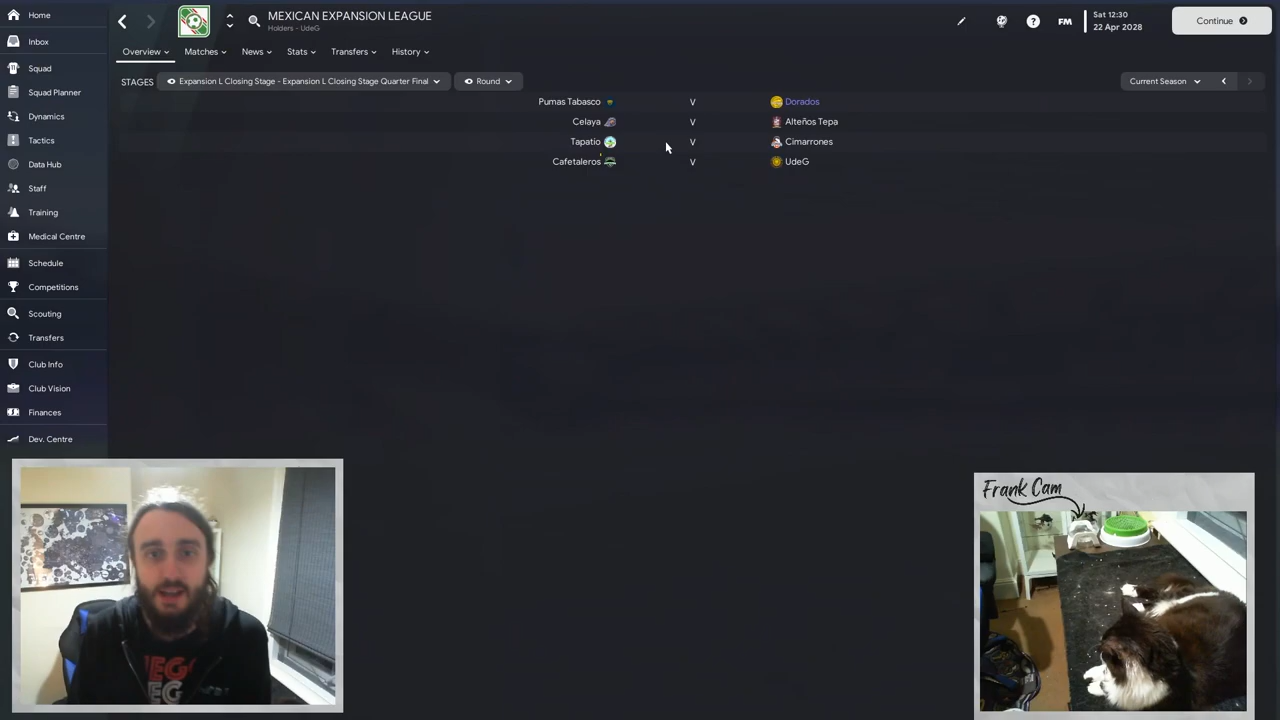 Home
MEXICAN EXPANSION LEAGUE
Holders - UdeG
FM
Sat 12:30
22 Apr 2028
Continue
Inbox
Overview
Matches
News
Stats
Transfers
History
Squad
STAGES
Expansion L Closing Stage - Expansion L Closing Stage Quarter Final
Round
Current Season
Squad Planner
Pumas Tabasco V Dorados
Dynamics
Celaya V Alteños Tepa
Tactics
Tapatío V Cimarrones
Data Hub
Cafetaleros V UdeG
Staff
Training
Medical Centre
Schedule
Competitions
Scouting
Transfers
Club Info
Club Vision
Finances
Dev. Centre
Frank Cam